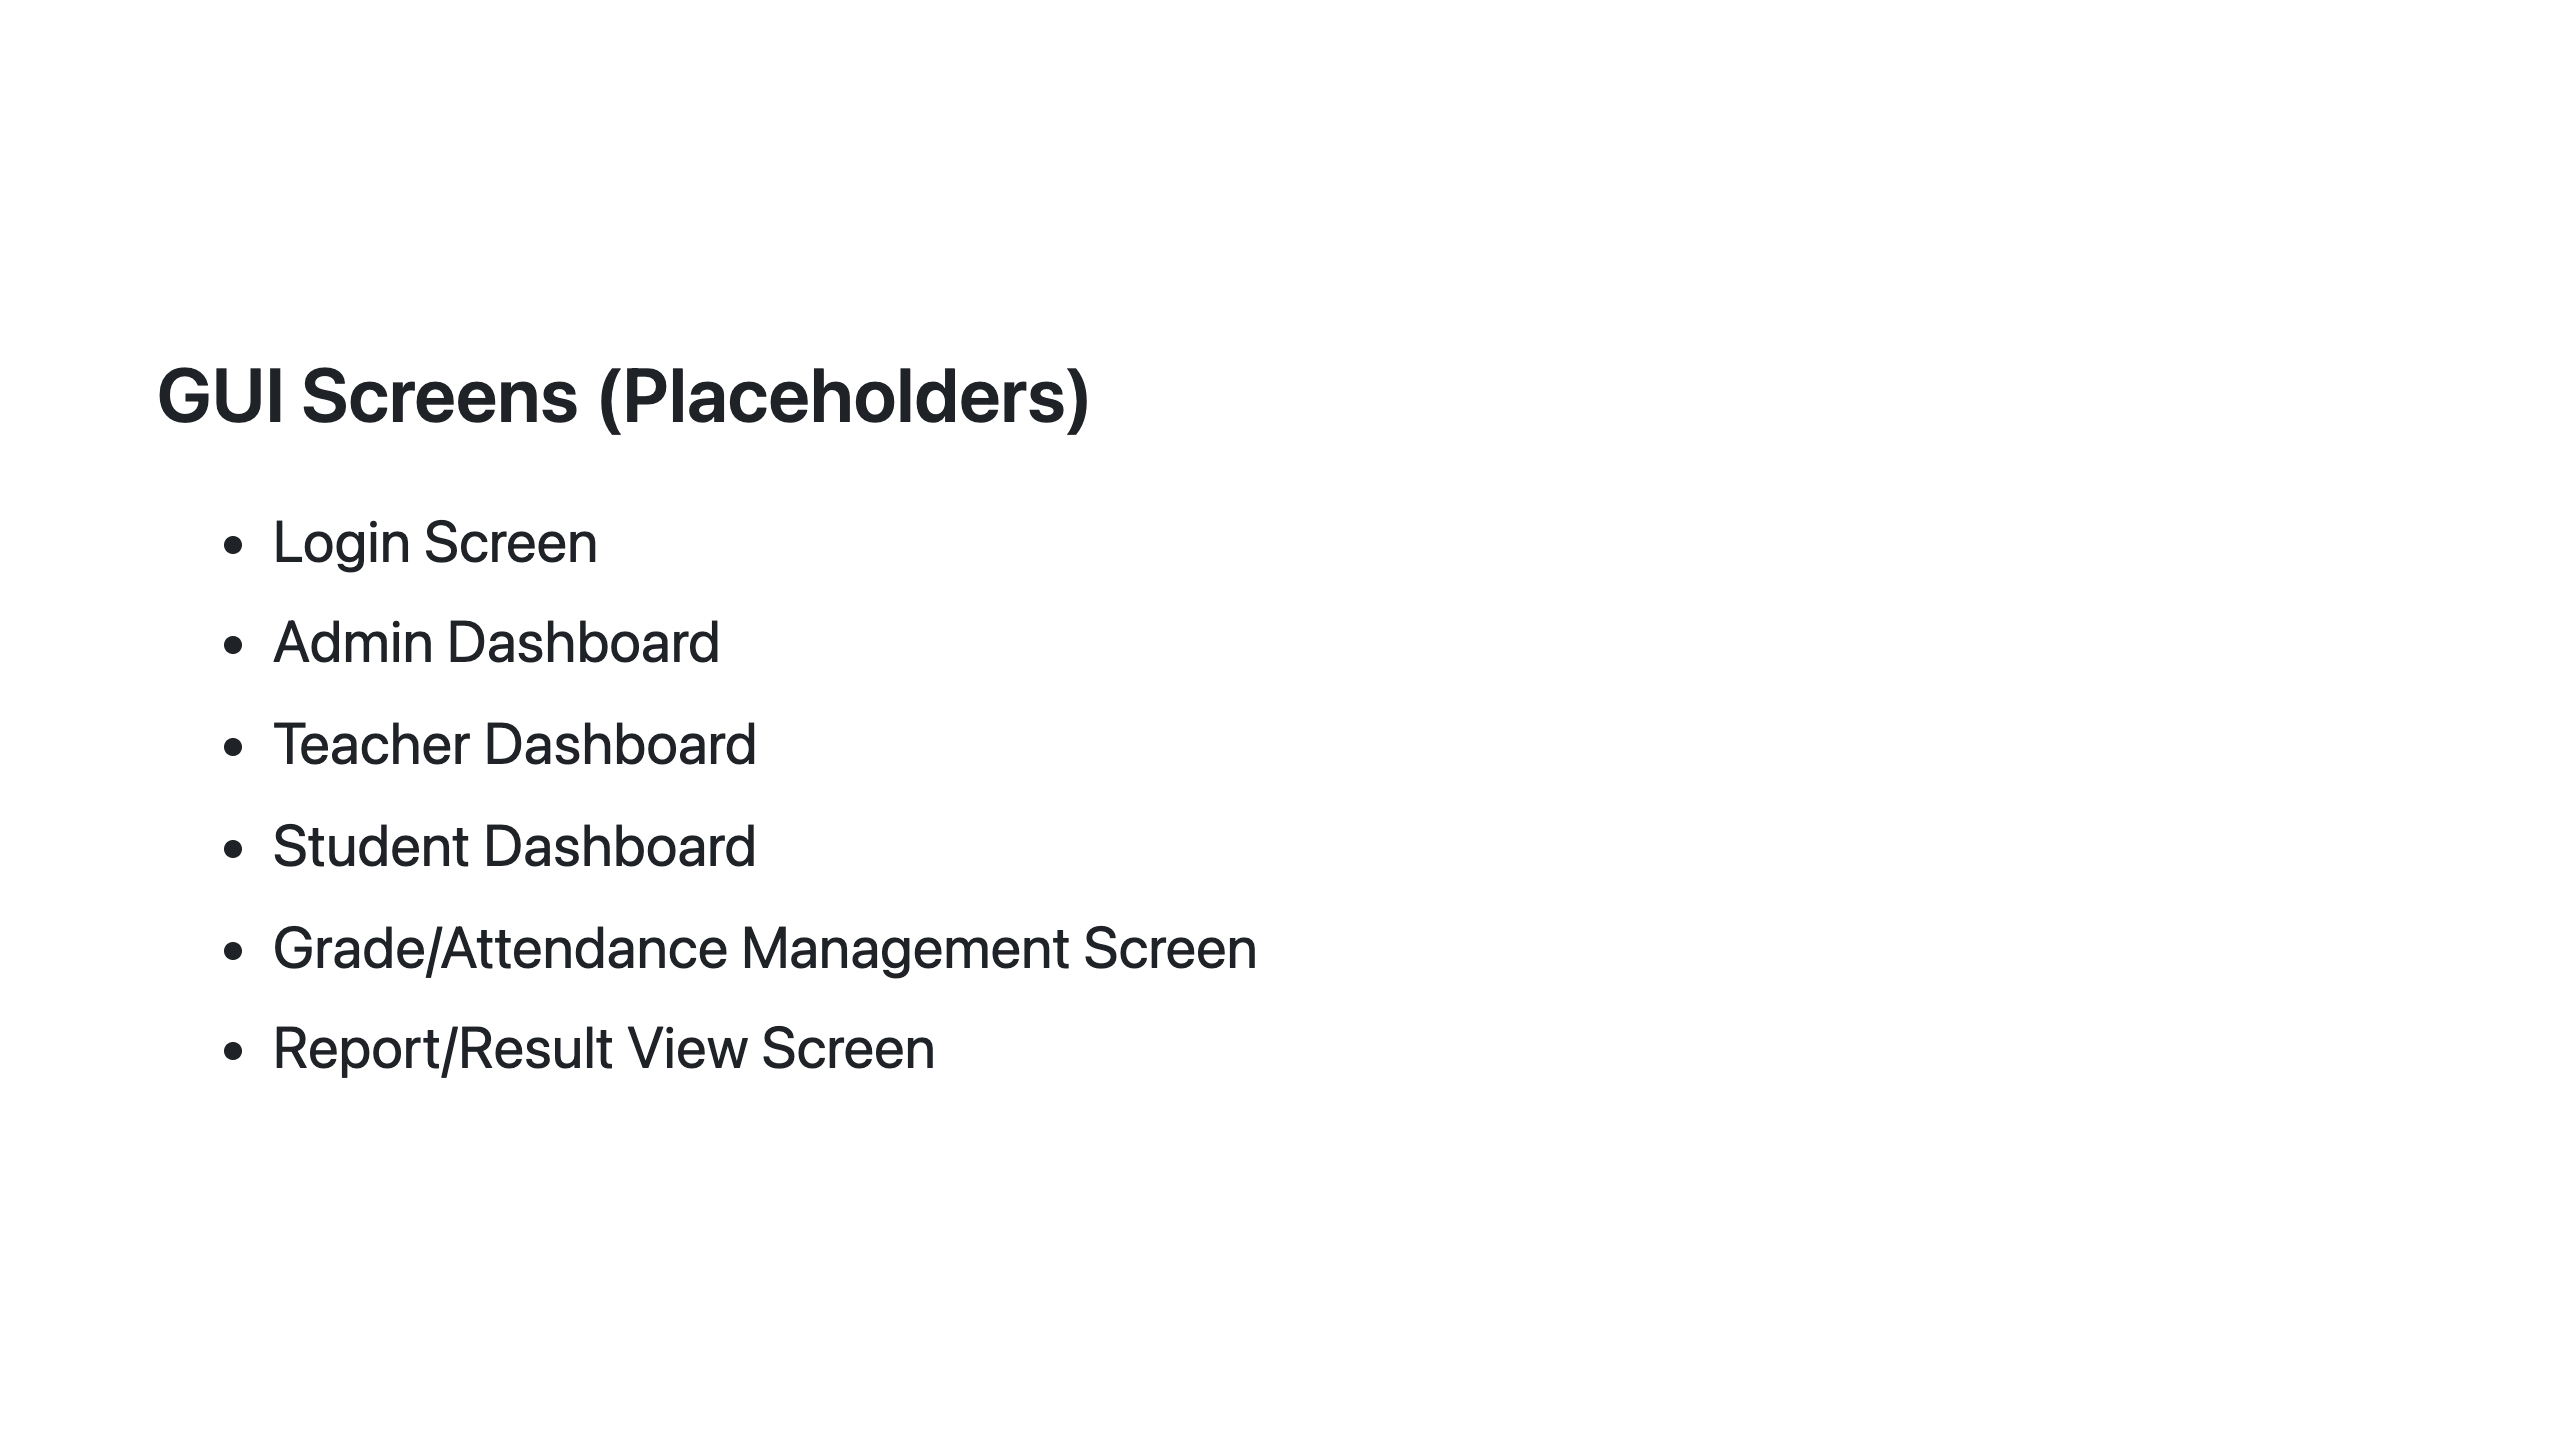 GUI Screens (Placeholders)
• Login Screen
• Admin Dashboard
• Teacher Dashboard
• Student Dashboard
• Grade/Attendance Management Screen
• Report/Result View Screen